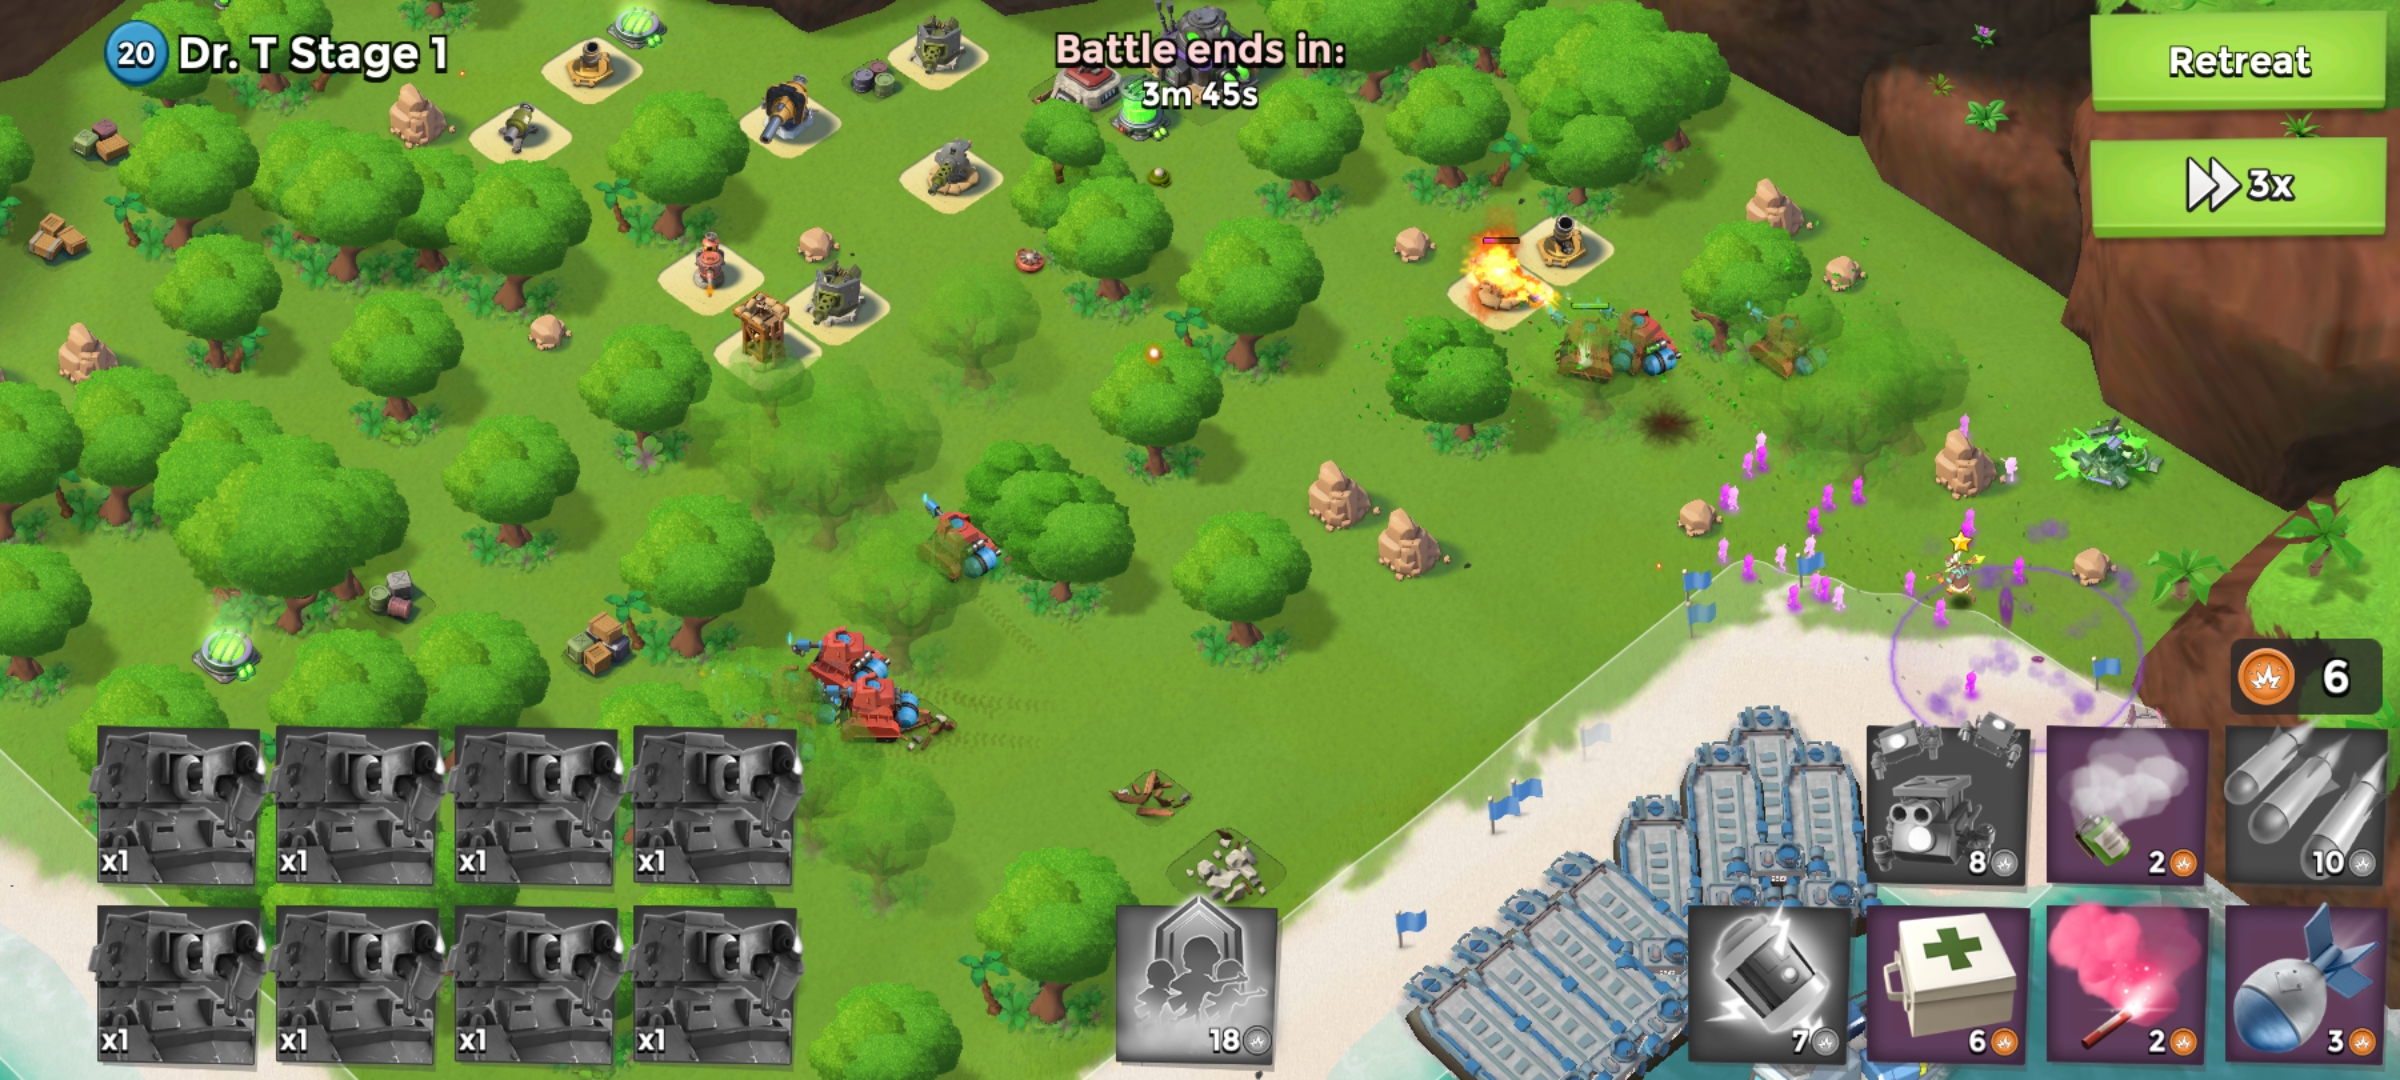 20 Dr. T Stage 1
Battle ends in:
3m 45s
Retreat
3x
6
8
2
10
x1
x1
x1
x1
18
7
6
2
3
x1
x1
x1
x1